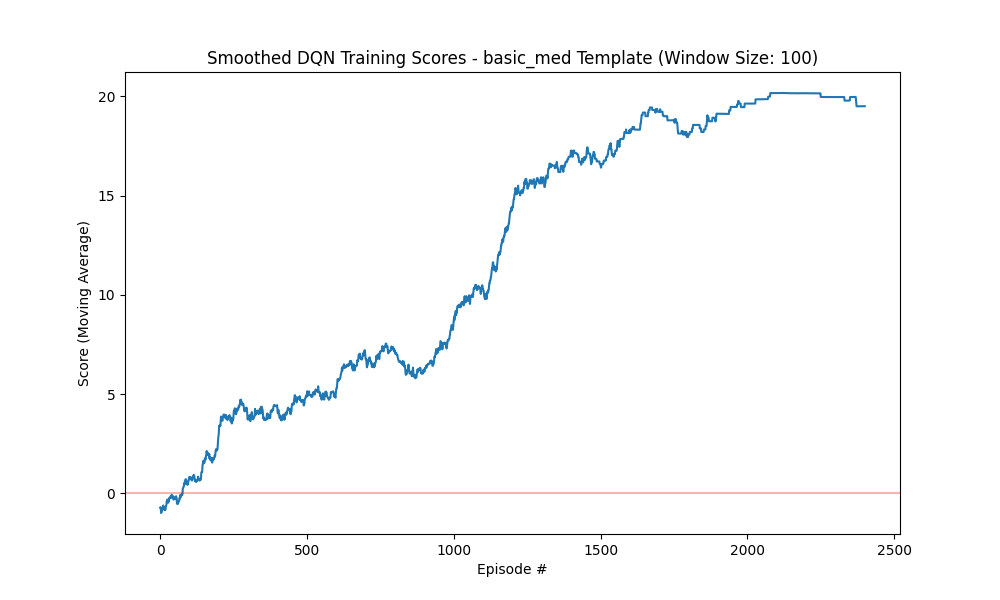 Smoothed DQN Training Scores - basic_med Template (Window Size: 100)
Score (Moving Average)
20
15
10
5
0
0 500 1000 1500 2000 2500
Episode #